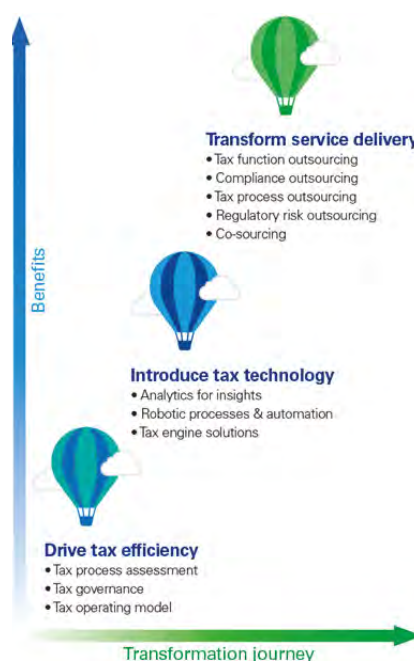 Transform service delivery
• Tax function outsourcing
• Compliance outsourcing
• Tax process outsourcing
• Regulatory risk outsourcing
• Co-sourcing
Benefits
Introduce tax technology
• Analytics for insights
• Robotic processes & automation
• Tax engine solutions
Drive tax efficiency
• Tax process assessment
• Tax governance
• Tax operating model
Transformation journey